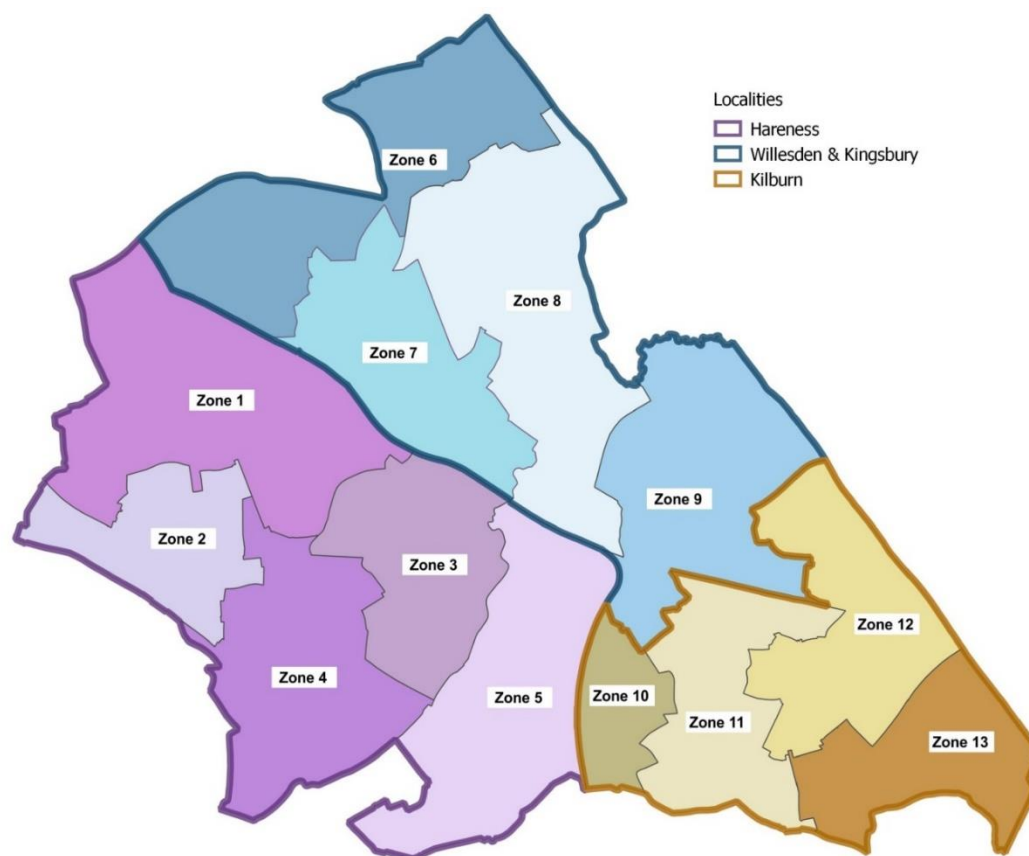 Localities
Hareness
Willesden & Kingsbury
Kilburn
Zone 6
Zone 8
Zone 7
Zone 1
Zone 9
Zone 2
Zone 3
Zone 12
Zone 4
Zone 5
Zone 10
Zone 11
Zone 13